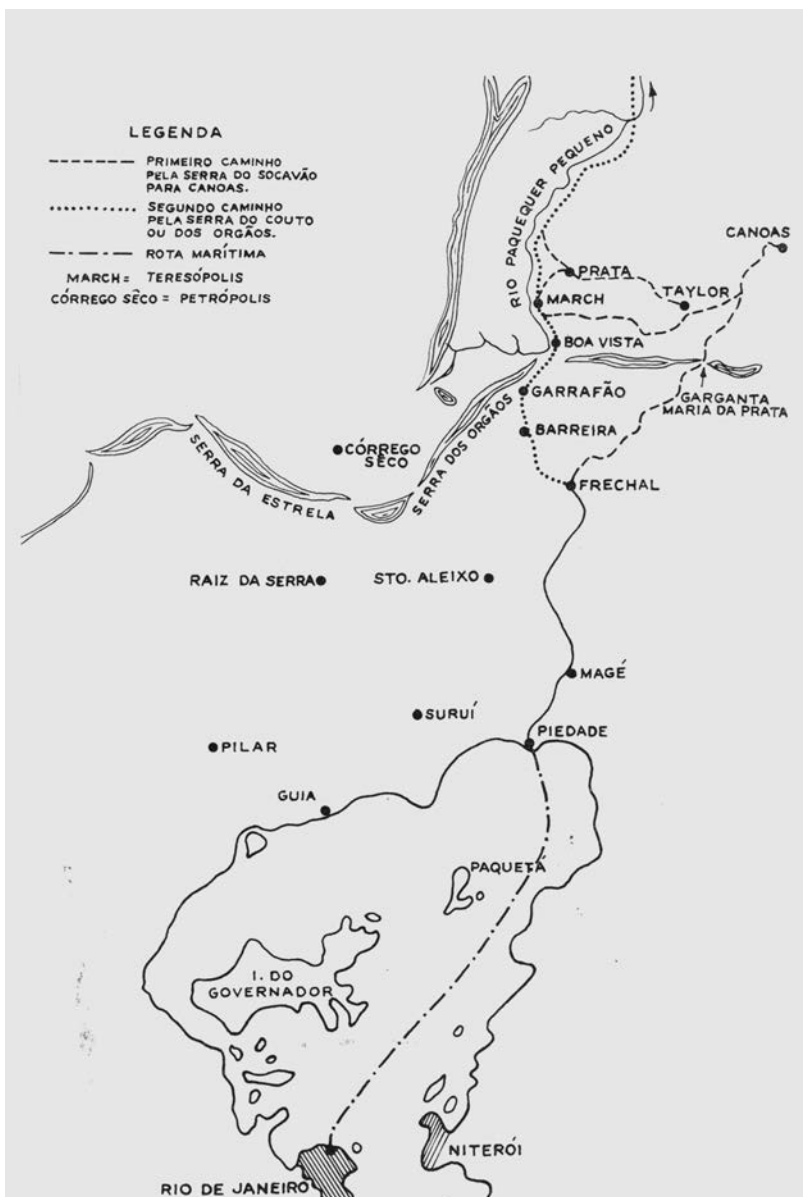 LEGENDA
PRIMEIRO CAMINHO
PELA SERRA DO SOCAVÃO
PARA CANOAS.
SEGUNDO CAMINHO
PELA SERRA DO COUTO
OU DOS ORGÃOS.
ROTA MARÍTIMA
MARCH = TERESÓPOLIS
CÓRREGO SÊCO = PETRÓPOLIS
RIO PAQUEQUER PEQUENO
CANOAS
PRATA
TAYLOR
MARCH
BOA VISTA
GARGANTA
MARIA DA PRATA
GARRAFÃO
BARREIRA
CÓRREGO
SÊCO
SERRA DA ESTRELA
SERRA DOS ORGÃOS
FRECHAL
RAIZ DA SERRA
STO. ALEIXO
MAGÉ
SURUÍ
PIEDADE
PILAR
GUIA
PAQUETÁ
I. DO
GOVERNADOR
NITERÓI
RIO DE JANEIRO